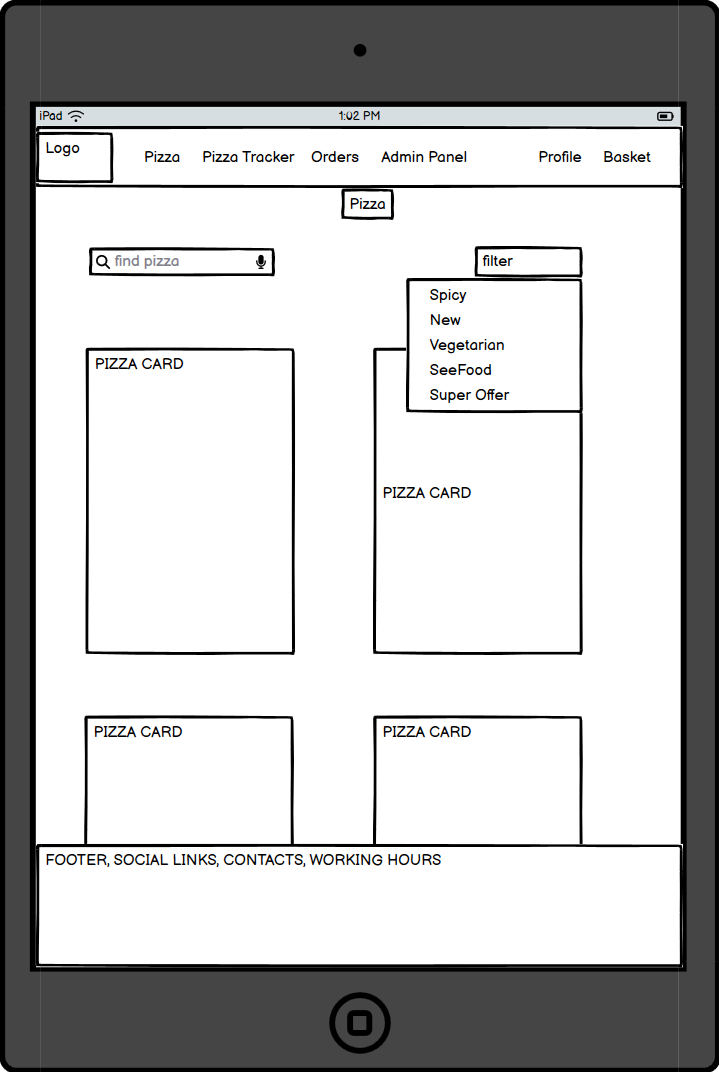 iPad 1:02 PM
Logo
Pizza Pizza Tracker Orders Admin Panel Profile Basket
Pizza
find pizza
filter
Spicy
New
Vegetarian
SeeFood
Super Offer
PIZZA CARD
PIZZA CARD
PIZZA CARD
PIZZA CARD
FOOTER, SOCIAL LINKS, CONTACTS, WORKING HOURS